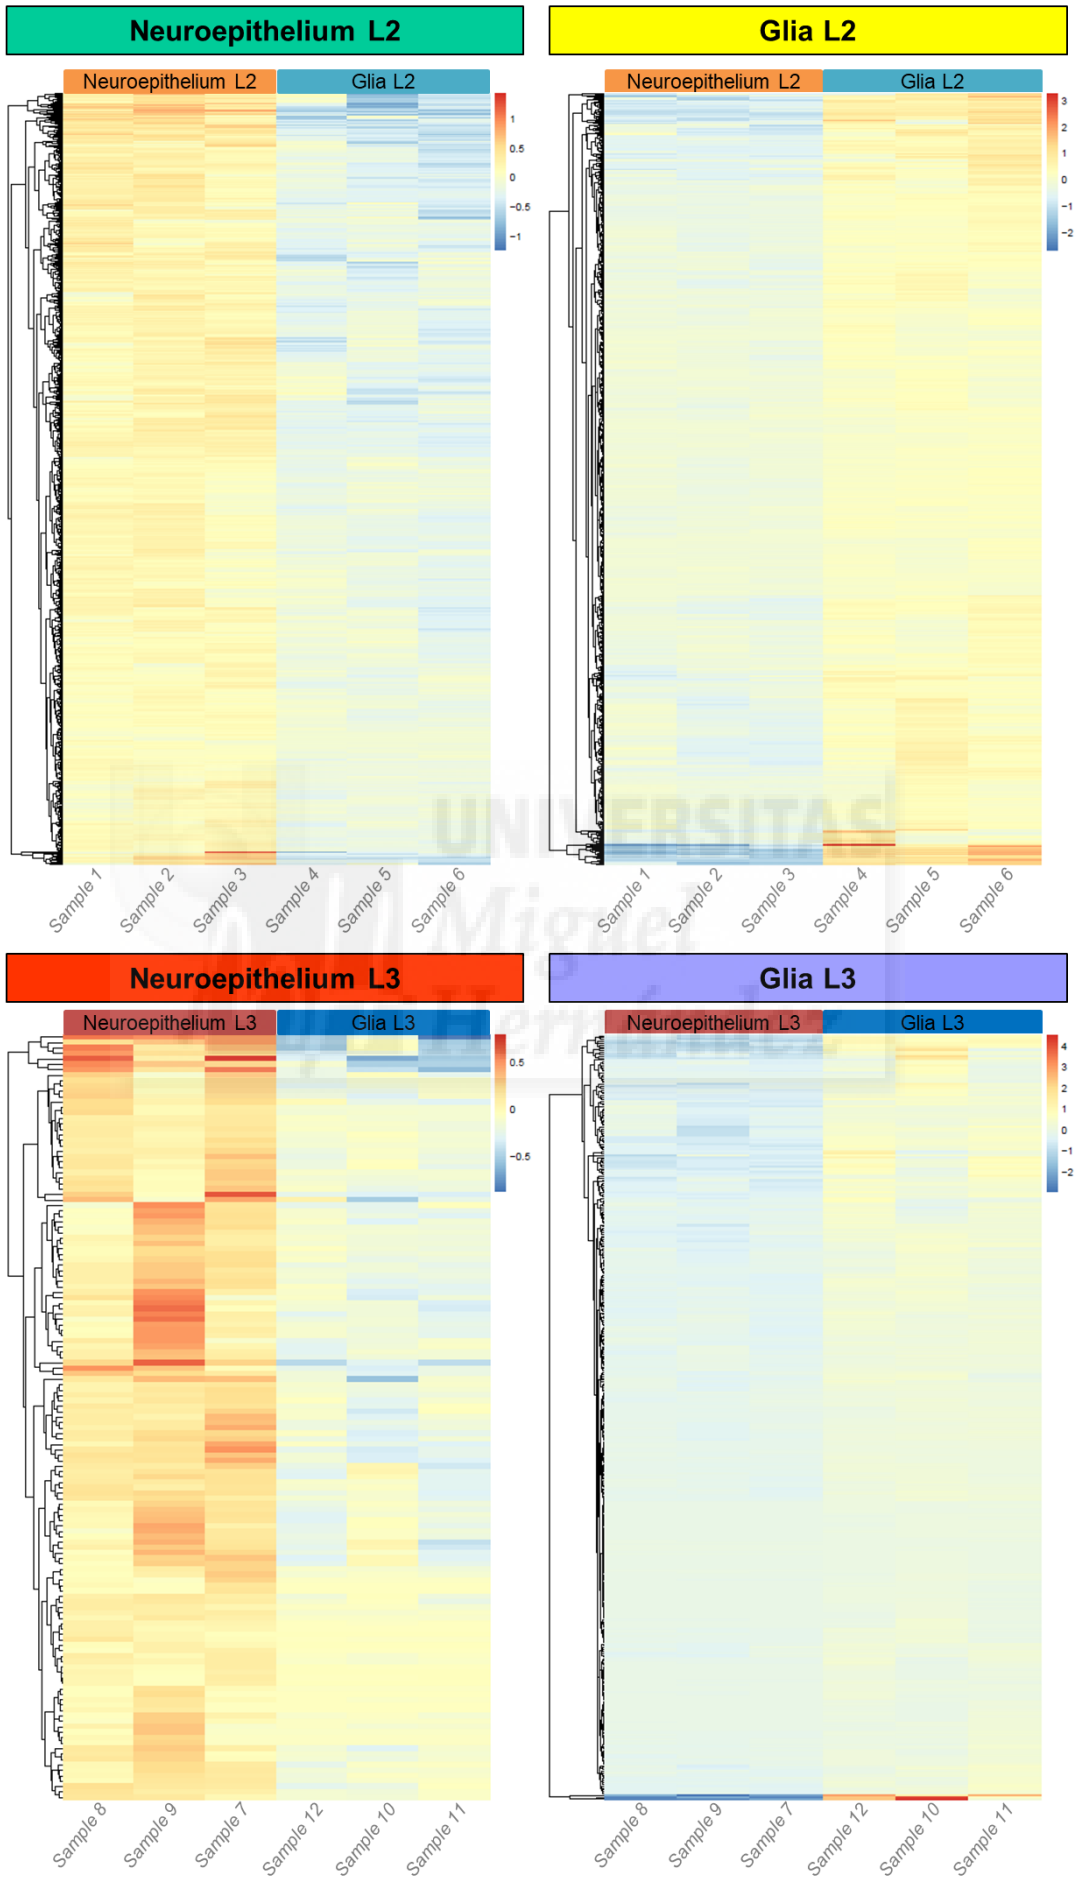 Neuroepithelium L2
Glia L2
Neuroepithelium L2 Glia L2
1
0.5
0
−0.5
−1
Neuroepithelium L2 Glia L2
3
2
1
0
−1
−2
Sample 1 Sample 2 Sample 3 Sample 4 Sample 5 Sample 6
Sample 1 Sample 2 Sample 3 Sample 4 Sample 5 Sample 6
UNIVERSITAS
Miguel
Hernández
Neuroepithelium L3
Glia L3
Neuroepithelium L3 Glia L3
0.5
0
−0.5
Neuroepithelium L3 Glia L3
4
3
2
1
0
−1
−2
Sample 8 Sample 9 Sample 7 Sample 12 Sample 10 Sample 11
Sample 8 Sample 9 Sample 7 Sample 12 Sample 10 Sample 11